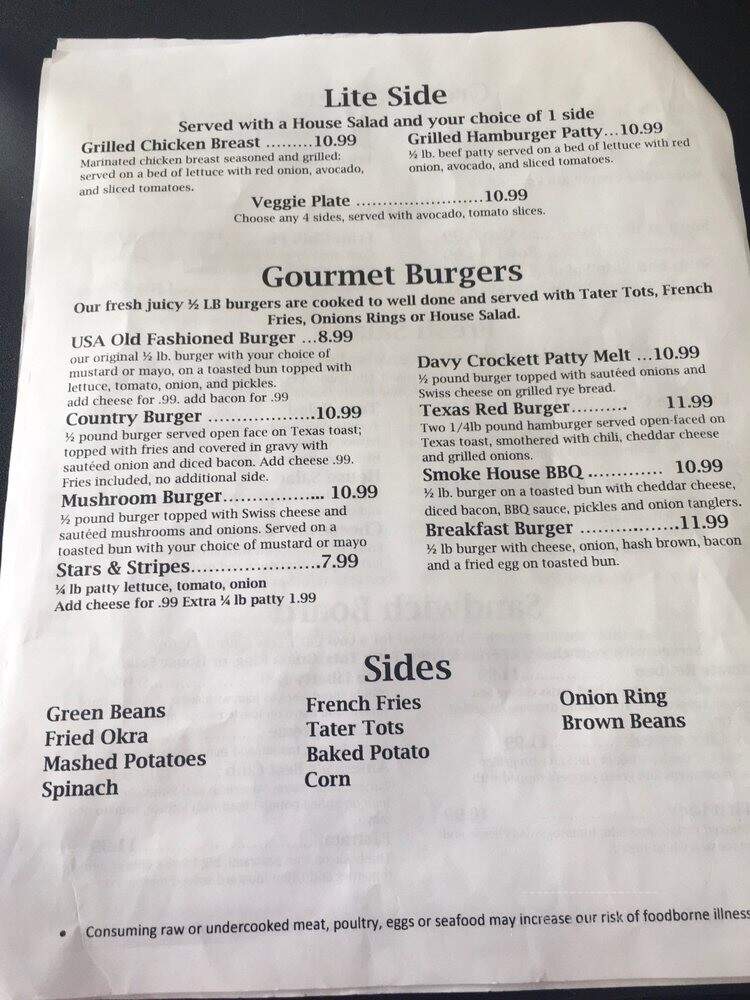 Lite Side
Served with a House Salad and your choice of 1 side
Grilled Chicken Breast .........10.99
Marinated chicken breast seasoned and grilled:
served on a bed of lettuce with red onion, avocado,
and sliced tomatoes.
Grilled Hamburger Patty...10.99
½ lb. beef patty served on a bed of lettuce with red
onion, avocado, and sliced tomatoes.
Veggie Plate ........................10.99
Choose any 4 sides, served with avocado, tomato slices.
Gourmet Burgers
Our fresh juicy ½ LB burgers are cooked to well done and served with Tater Tots, French
Fries, Onions Rings or House Salad.
USA Old Fashioned Burger ...8.99
our original ½ lb. burger with your choice of
mustard or mayo, on a toasted bun topped with
lettuce, tomato, onion, and pickles.
add cheese for .99. add bacon for .99
Country Burger ..................10.99
½ pound burger served open face on Texas toast;
topped with fries and covered in gravy with
sautéed onion and diced bacon. Add cheese .99.
Fries included, no additional side.
Mushroom Burger.................. 10.99
½ pound burger topped with Swiss cheese and
sautéed mushrooms and onions. Served on a
toasted bun with your choice of mustard or mayo
Stars & Stripes......................7.99
¼ lb patty lettuce, tomato, onion
Add cheese for .99 Extra ¼ lb patty 1.99
Davy Crockett Patty Melt ...10.99
½ pound burger topped with sautéed onions and
Swiss cheese on grilled rye bread.
Texas Red Burger.......... 11.99
Two 1/4lb pound hamburger served open-faced on
Texas toast, smothered with chili, cheddar cheese
and grilled onions.
Smoke House BBQ ............. 10.99
½ lb. burger on a toasted bun with cheddar cheese,
diced bacon, BBQ sauce, pickles and onion tanglers.
Breakfast Burger .................11.99
½ lb burger with cheese, onion, hash brown, bacon
and a fried egg on toasted bun.
Sides
Green Beans
Fried Okra
Mashed Potatoes
Spinach
French Fries
Tater Tots
Baked Potato
Corn
Onion Ring
Brown Beans
• Consuming raw or undercooked meat, poultry, eggs or seafood may increase our risk of foodborne illness